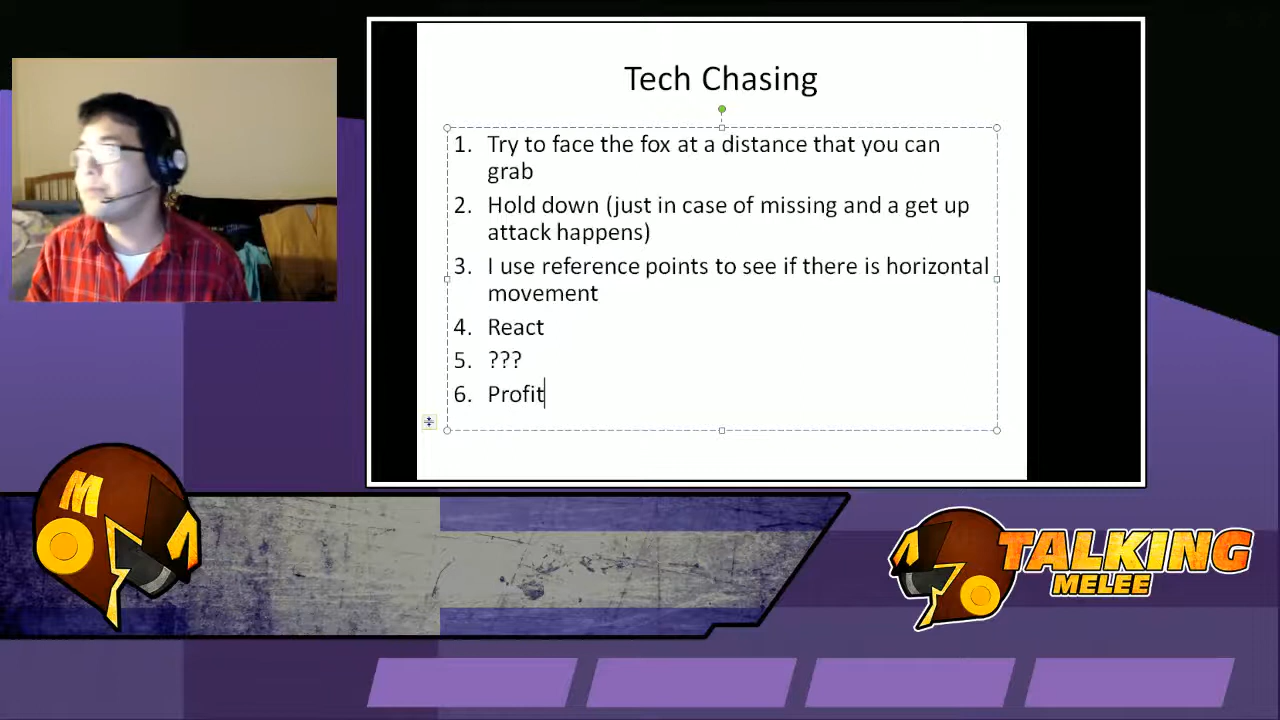 Tech Chasing
1. Try to face the fox at a distance that you can
grab
2. Hold down (just in case of missing and a get up
attack happens)
3. I use reference points to see if there is horizontal
movement
4. React
5. ???
6. Profit
M
TALKING
MELEE